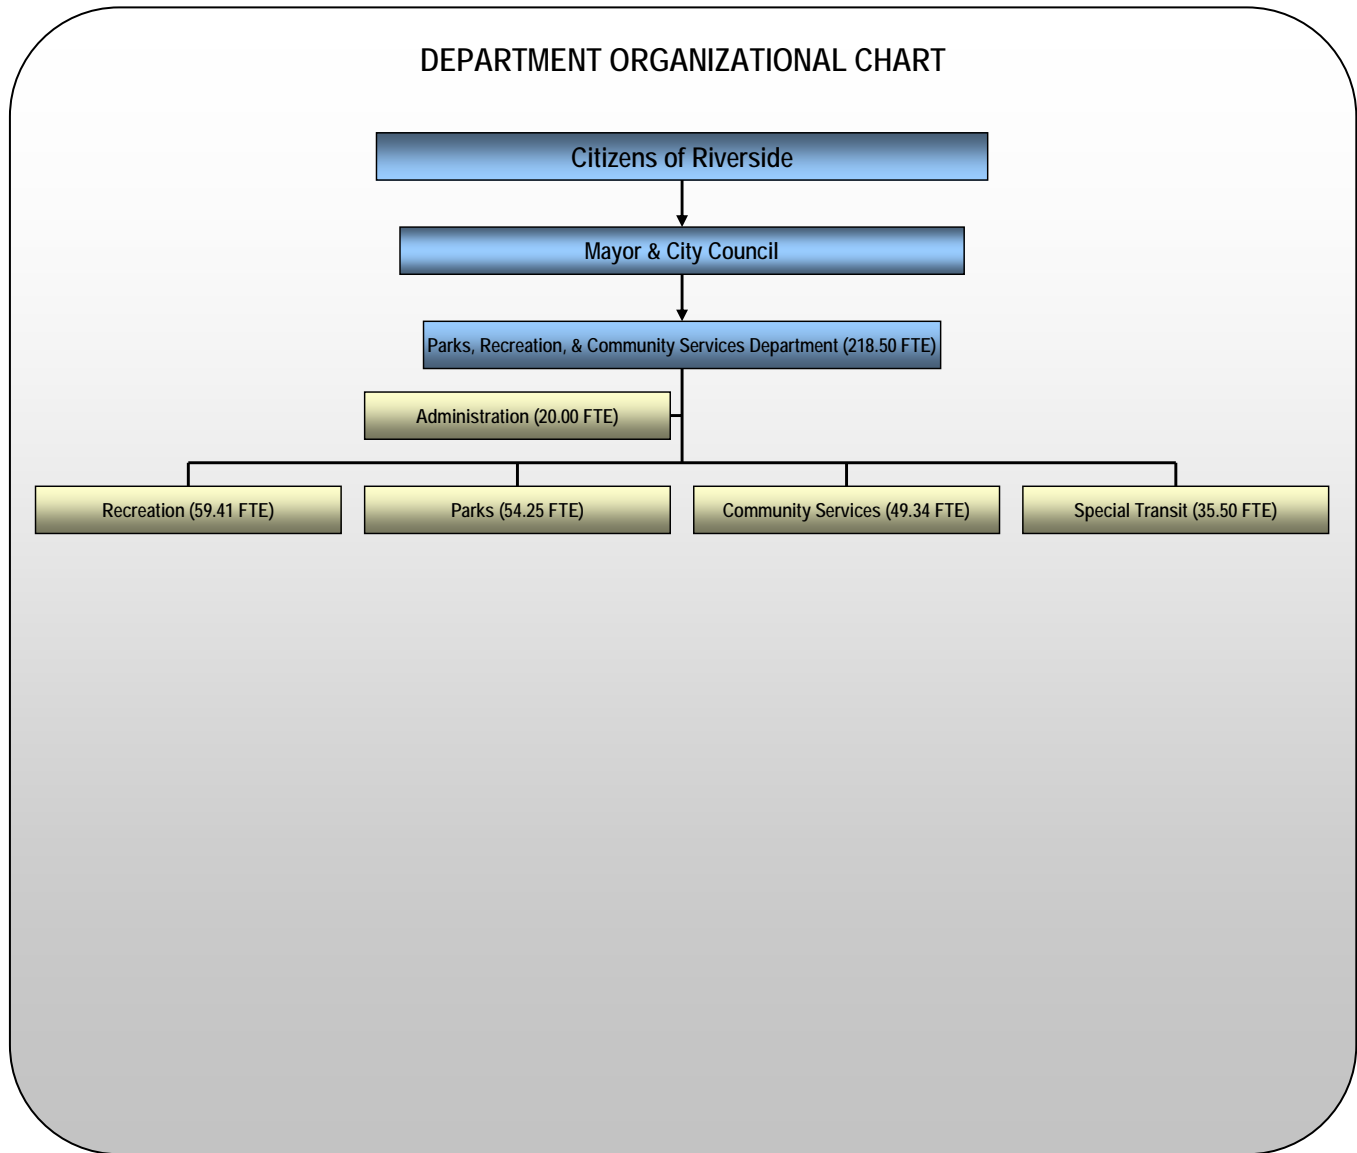 DEPARTMENT ORGANIZATIONAL CHART
Citizens of Riverside
Mayor & City Council
Parks, Recreation, & Community Services Department (218.50 FTE)
Administration (20.00 FTE)
Recreation (59.41 FTE)
Parks (54.25 FTE)
Community Services (49.34 FTE)
Special Transit (35.50 FTE)